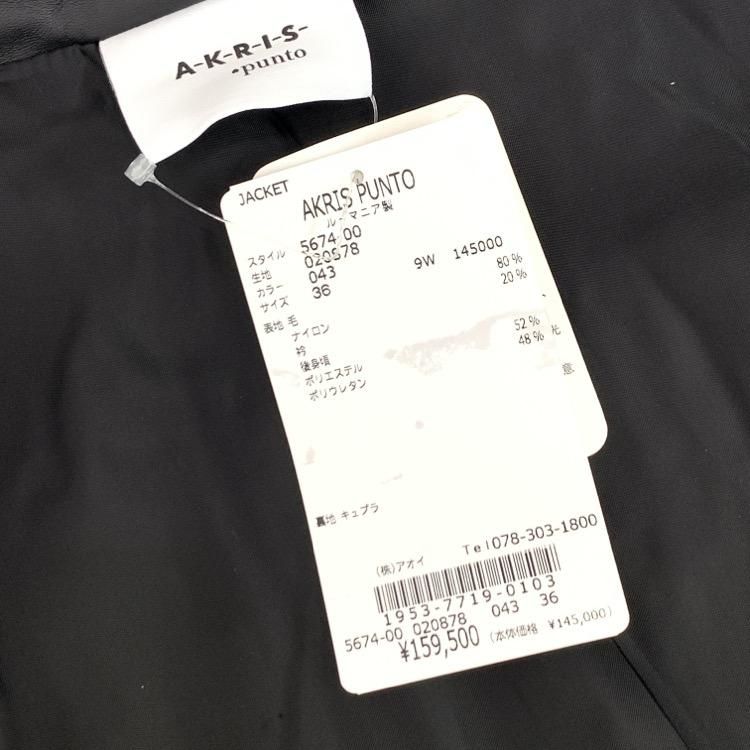 A-K-R-I-S-
•punto
JACKET
AKRIS PUNTO
ルーマニア製
スタイル 5674-00
生地 020878
カラー 043 9W 145000
サイズ 36
表地 毛 80%
ナイロン 20%
衿
後身頃
ポリエステル 52%
ポリウレタン 48%
光
意
裏地 キュプラ
(株)アオイ Tel078-303-1800
1953-7719-0103
5674-00 020878 043 36
¥159,500 (本体価格 ¥145,000)